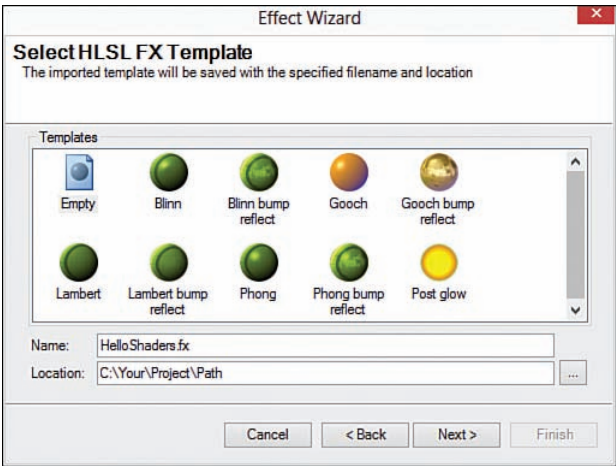 Effect Wizard
Select HLSL FX Template
The imported template will be saved with the specified filename and location
Templates
Empty
Blinn
Blinn bump
reflect
Gooch
Gooch bump
reflect
Lambert
Lambert bump
reflect
Phong
Phong bump
reflect
Post glow
Name: HelloShaders.fx
Location: C:\Your\Project\Path
...
Cancel
< Back
Next >
Finish